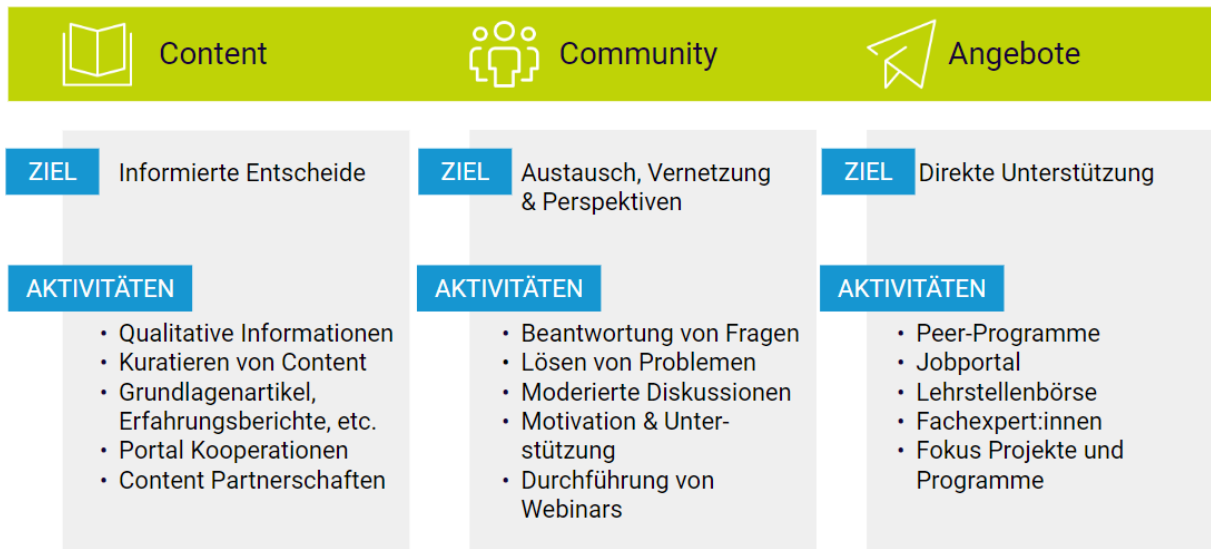 Content
Community
Angebote
ZIEL
Informierte Entscheide
AKTIVITÄTEN
• Qualitative Informationen
• Kuratieren von Content
• Grundlagenartikel,
Erfahrungsberichte, etc.
• Portal Kooperationen
• Content Partnerschaften
ZIEL
Austausch, Vernetzung
& Perspektiven
AKTIVITÄTEN
• Beantwortung von Fragen
• Lösen von Problemen
• Moderierte Diskussionen
• Motivation & Unter-
stützung
• Durchführung von
Webinars
ZIEL
Direkte Unterstützung
AKTIVITÄTEN
• Peer-Programme
• Jobportal
• Lehrstellenbörse
• Fachexpert:innen
• Fokus Projekte und
Programme